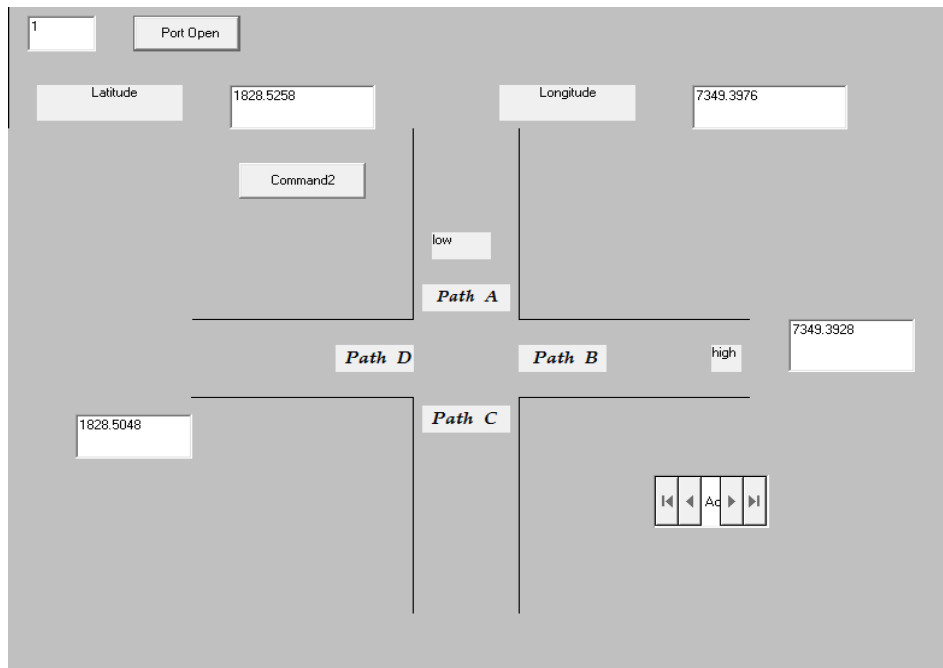 1
Port Open
Latitude
1828.5258
Longitude
7349.3976
Command2
low
Path A
7349.3928
Path D
Path B
high
Path C
1828.5048
Ad